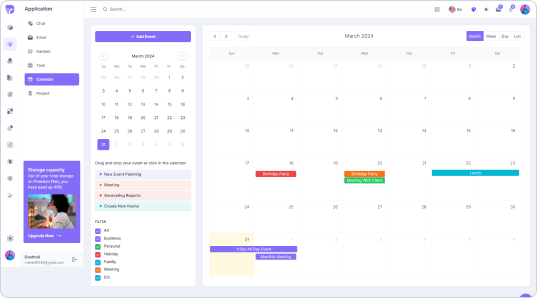 Application
Search...
En
Chat
Email
Kanban
Task
Calendar
Project
Storage capacity
Out of your total storage
on Premium Plan, you
have used up 40%.
Upgrade Now →
+ Add Event
March 2024
Su Mo Tu We Th Fr Sa
25 26 27 28 29 1 2
3 4 5 6 7 8 9
10 11 12 13 14 15 16
17 18 19 20 21 22 23
24 25 26 27 28 29 30
31 1 2 3 4 5 6
Drag and drop your event or click in the calendar
New Event Planning
Meeting
Generating Reports
Create New theme
FILTER
All
Business
Personal
Holiday
Family
Meeting
Etc
Today
March 2024
Month Week Day List
Sun Mon Tue Wed Thu Fri Sat
25 26 27 28 29 1 2
3 4 5 6 7 8 9
10 11 12 13 14 15 16
17 18 19 20 21 22 23
Birthday Party
Birthday Party
Lunch
Meeting With Client
24 25 26 27 28 29 30
31 1 2 3 4 5 6
All Day Event
Monthly Meeting